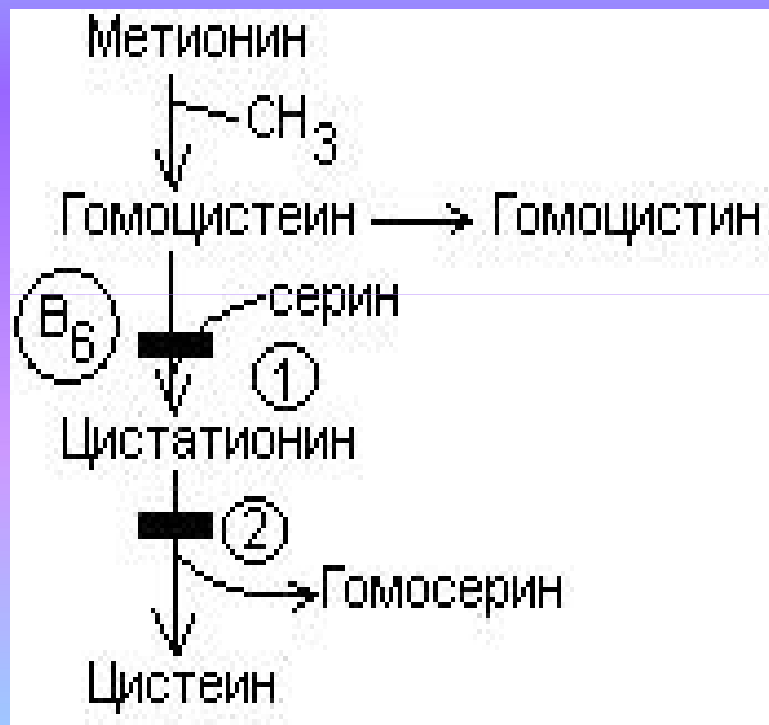 Метионин
CH3
Гомоцистеин
Гомоцистин
B6
серин
1
Цистатионин
2
Гомосерин
Цистеин